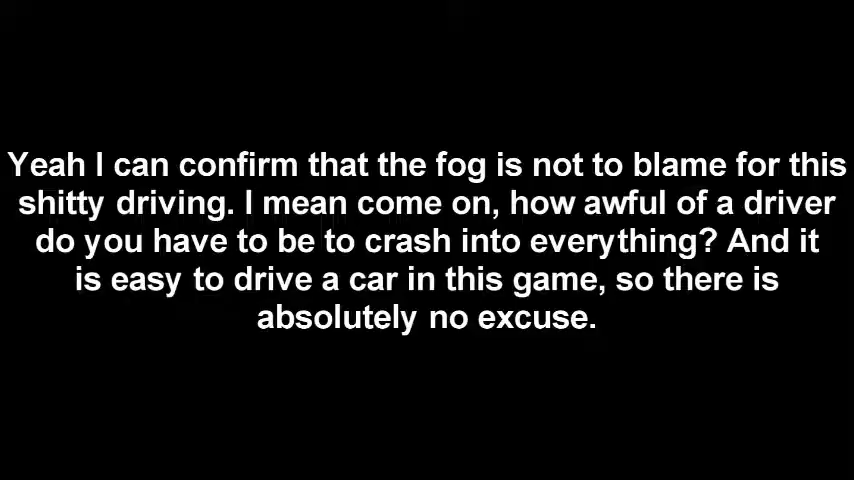 Yeah I can confirm that the fog is not to blame for this
shitty driving. I mean come on, how awful of a driver
do you have to be to crash into everything? And it
is easy to drive a car in this game, so there is
absolutely no excuse.